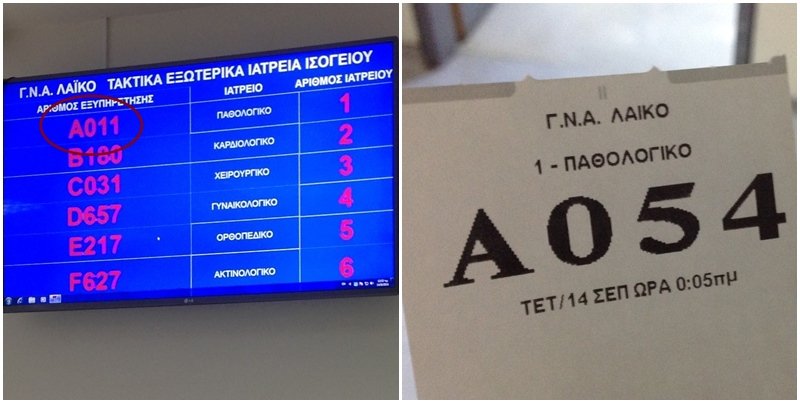 Γ.Ν.Α. ΛΑΪΚΟ ΤΑΚΤΙΚΑ ΕΞΩΤΕΡΙΚΑ ΙΑΤΡΕΙΑ ΙΣΟΓΕΙΟΥ
ΑΡΙΘΜΟΣ ΕΞΥΠΗΡΕΤΗΣΗΣ ΙΑΤΡΕΙΟ ΑΡΙΘΜΟΣ ΙΑΤΡΕΙΟΥ
A011 ΠΑΘΟΛΟΓΙΚΟ 1
B180 ΚΑΡΔΙΟΛΟΓΙΚΟ 2
C031 ΧΕΙΡΟΥΡΓΙΚΟ 3
D657 ΓΥΝΑΙΚΟΛΟΓΙΚΟ 4
E217 ΟΡΘΟΠΕΔΙΚΟ 5
F627 ΑΚΤΙΝΟΛΟΓΙΚΟ 6
LG
Γ.Ν.Α. ΛΑΙΚΟ
1 - ΠΑΘΟΛΟΓΙΚΟ
A054
ΤΕΤ/14 ΣΕΠ ΩΡΑ 0:05πμ